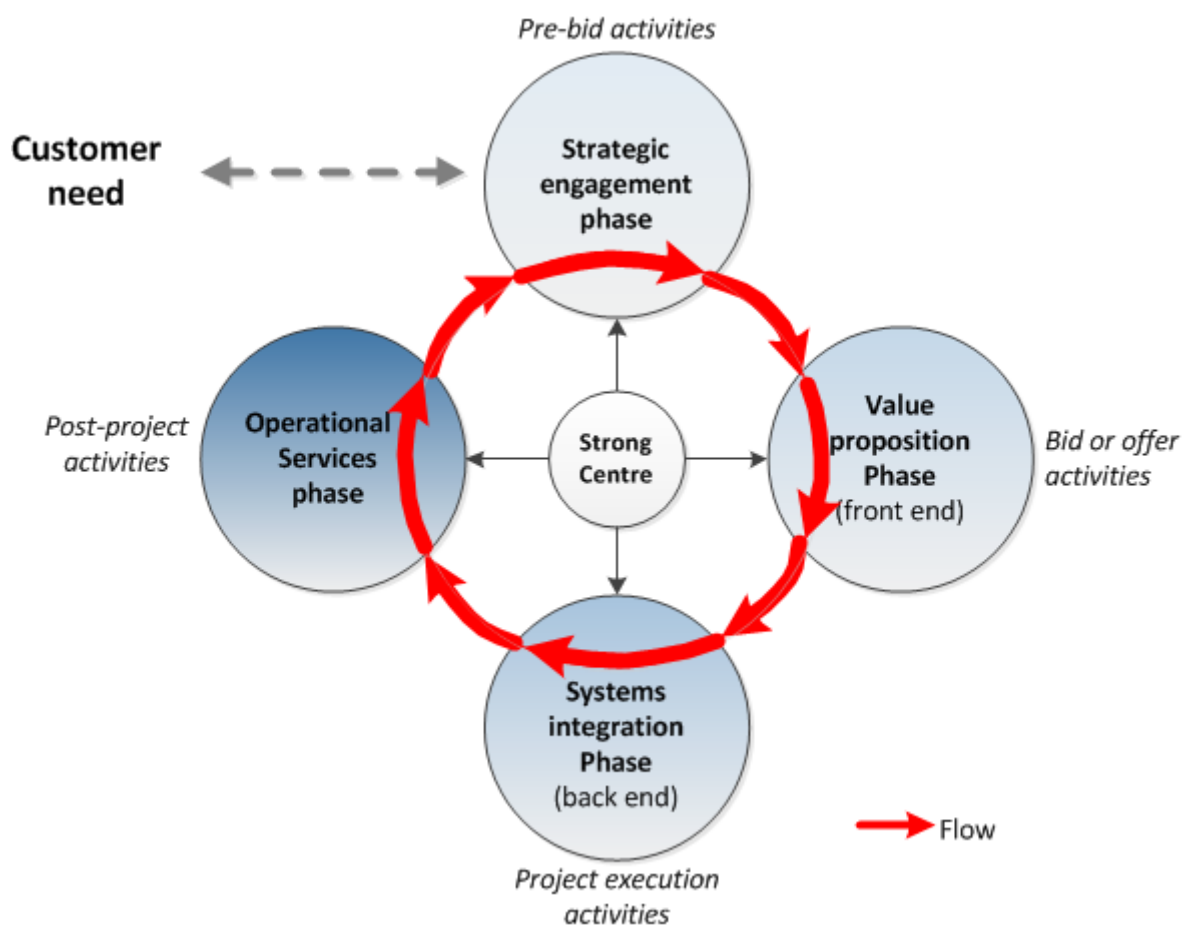 Pre-bid activities
Customer
need
Strategic
engagement
phase
Post-project
activities
Operational
Services
phase
Strong
Centre
Value
proposition
Phase
(front end)
Bid or offer
activities
Systems
integration
Phase
(back end)
Flow
Project execution
activities